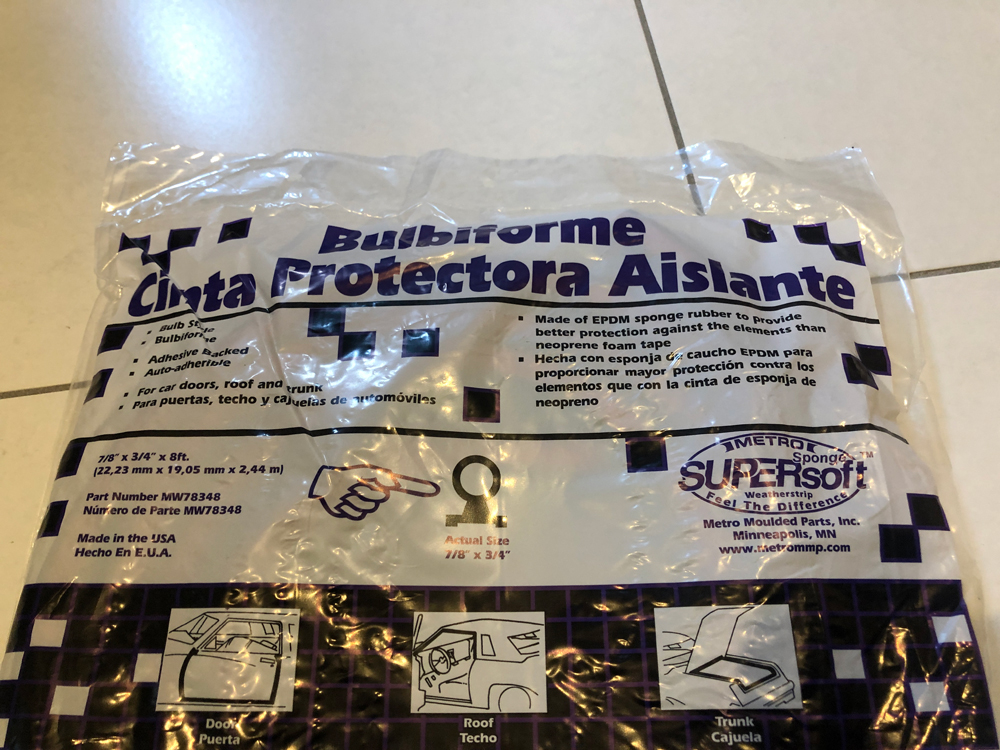 Bulbiforme
Cinta Protectora Aislante
▪ Bulb Style
▪ Bulbiforme
▪ Adhesive Backed
▪ Auto-adherible
▪ For car doors, roof and trunk
▪ Para puertas, techo y cajuelas de automóviles
▪ Made of EPDM sponge rubber to provide
better protection against the elements than
neoprene foam tape
▪ Hecha con esponja de caucho EPDM para
proporcionar mayor protección contra los
elementos que con la cinta de esponja de
neopreno
7/8" x 3/4" x 8ft.
(22,23 mm x 19,05 mm x 2,44 m)
Part Number MW78348
Número de Parte MW78348
Made in the USA
Hecho En E.U.A.
Actual Size
7/8" x 3/4"
METRO
Sponge
SUPERsoft™
Weatherstrip
Feel The Difference
Metro Moulded Parts, Inc.
Minneapolis, MN
www.metrommp.com
Door
Puerta
Roof
Techo
Trunk
Cajuela